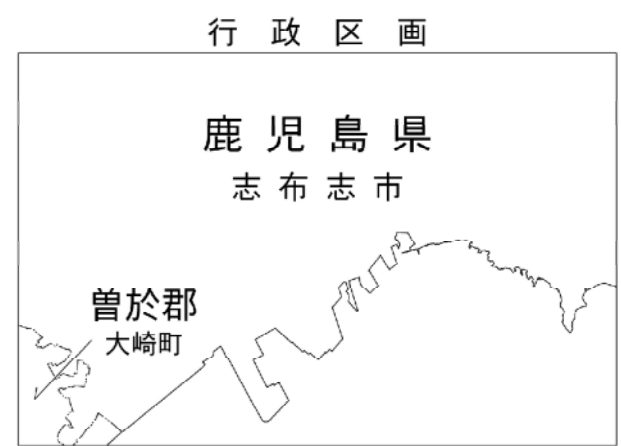 行政区画
鹿児島県
志布志市
曽於郡
大崎町